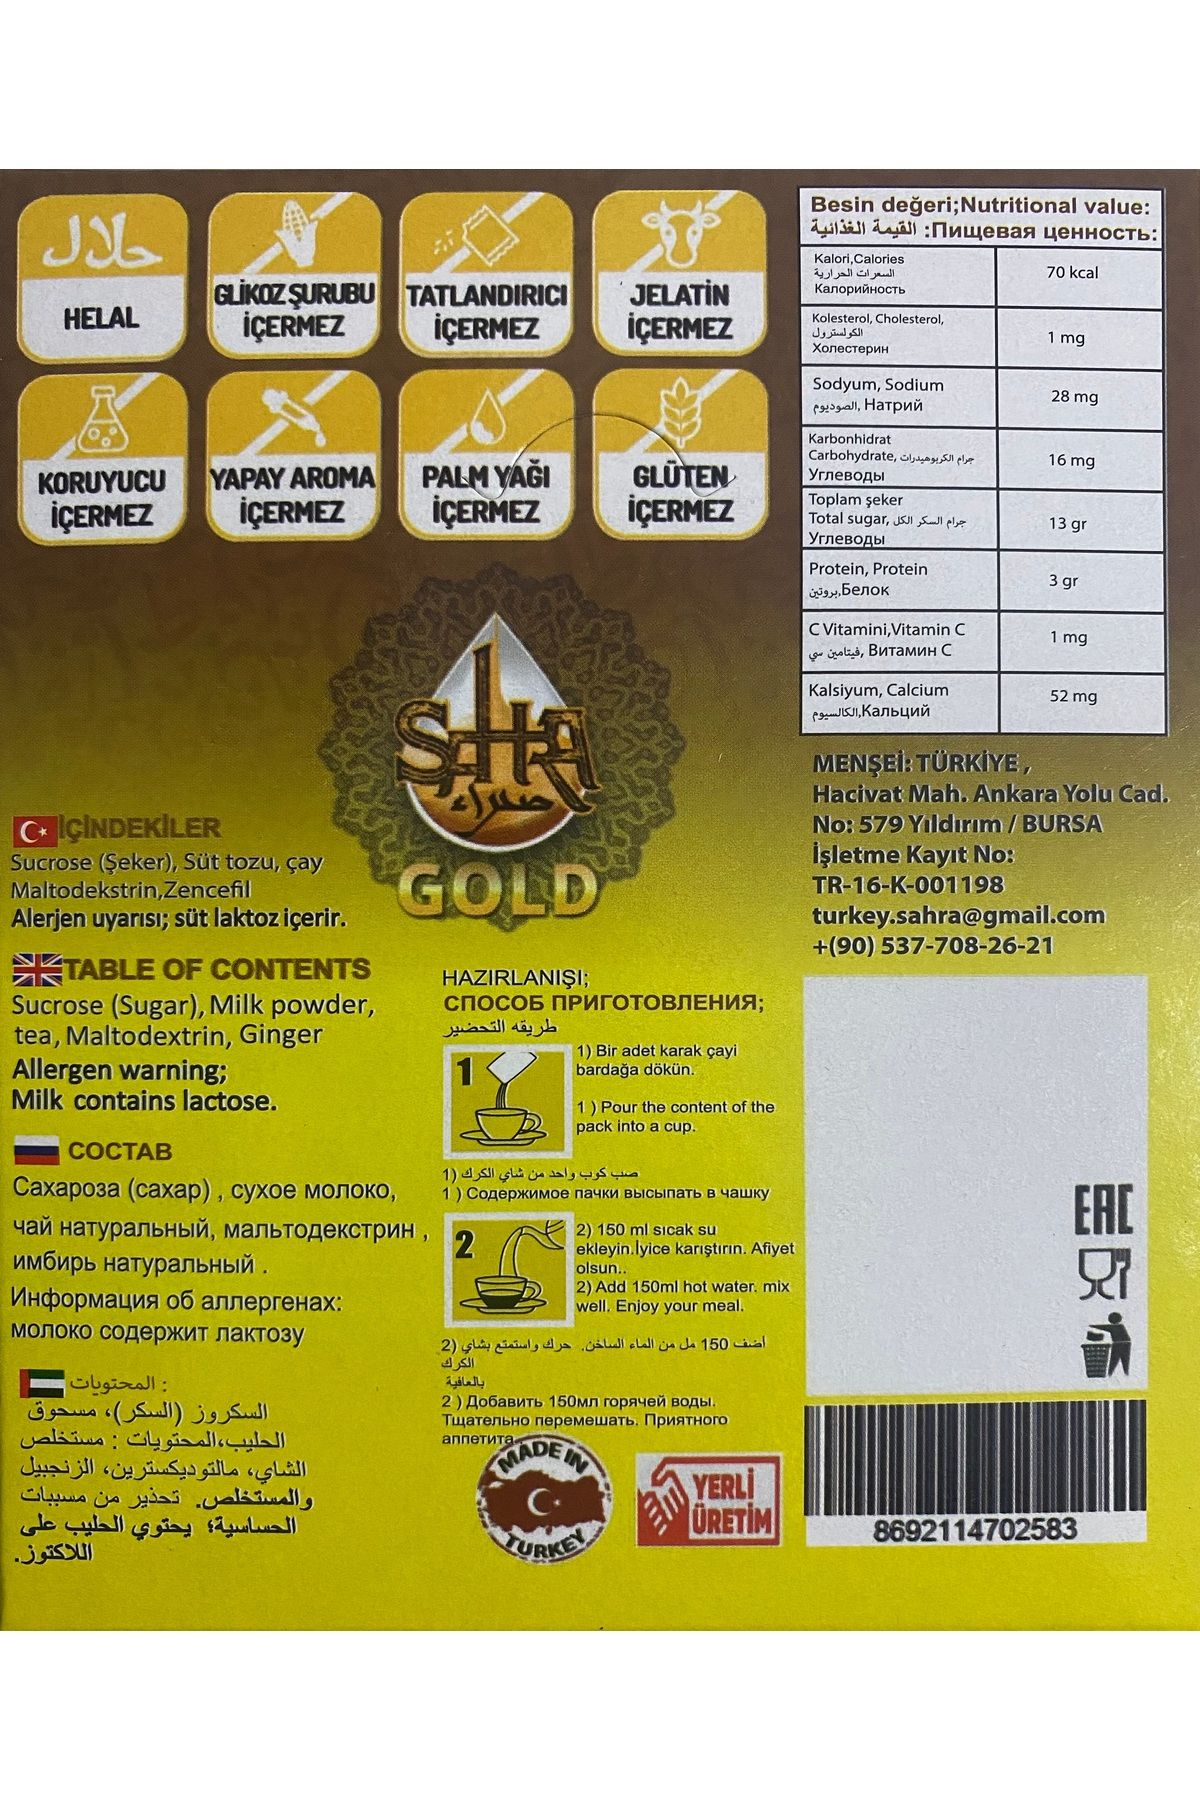 حلال
HELAL
GLİKOZ ŞURUBU
İÇERMEZ
TATLANDIRICI
İÇERMEZ
JELATİN
İÇERMEZ
KORUYUCU
İÇERMEZ
YAPAY AROMA
İÇERMEZ
PALM YAĞI
İÇERMEZ
GLÜTEN
İÇERMEZ
Besin değeri;Nutritional value:
القيمة الغذائية :Пищевая ценность:
Kalori,Calories
السعرات الحرارية
Калорийность
70 kcal
Kolesterol, Cholesterol,
الكولسترول
Холестерин
1 mg
Sodyum, Sodium
الصوديوم, Натрий
28 mg
Karbonhidrat
Carbohydrate, جرام الكربوهيدرات
Углеводы
16 mg
Toplam şeker
Total sugar, جرام السكر الكل
Углеводы
13 gr
Protein, Protein
بروتين,Белок
3 gr
C Vitamini,Vitamin C
فيتامين سي, Витамин С
1 mg
Kalsiyum, Calcium
الكالسيوم,Кальций
52 mg
SAHRA
صحراء
GOLD
MENŞEİ: TÜRKİYE ,
Hacivat Mah. Ankara Yolu Cad.
No: 579 Yıldırım / BURSA
İşletme Kayıt No:
TR-16-K-001198
turkey.sahra@gmail.com
+(90) 537-708-26-21
İÇİNDEKİLER
Sucrose (Şeker), Süt tozu, çay
Maltodekstrin,Zencefil
Alerjen uyarısı; süt laktoz içerir.
TABLE OF CONTENTS
Sucrose (Sugar), Milk powder,
tea, Maltodextrin, Ginger
Allergen warning;
Milk contains lactose.
СОСТАВ
Сахароза (сахар) , сухое молоко,
чай натуральный, мальтодекстрин ,
имбирь натуральный .
Информация об аллергенах:
молоко содержит лактозу
المحتويات :
السكروز (السكر)، مسحوق
الحليب،المحتويات : مستخلص
الشاي، مالتوديكسترين، الزنجبيل
والمستخلص. تحذير من مسببات
الحساسية؛ يحتوي الحليب على
اللاكتوز.
HAZIRLANIŞI;
СПОСОБ ПРИГОТОВЛЕНИЯ;
طريقه التحضير
1
1) Bir adet karak çayi
bardağa dökün.
1 ) Pour the content of the
pack into a cup.
1) صب كوب واحد من شاي الكرك
1 ) Содержимое пачки высыпать в чашку
2
2) 150 ml sıcak su
ekleyin.İyice karıştırın. Afiyet
olsun..
2) Add 150ml hot water. mix
well. Enjoy your meal.
2) أضف 150 مل من الماء الساخن. حرك واستمتع بشاي
الكرك
بالعافية
2 ) Добавить 150мл горячей воды.
Тщательно перемешать. Приятного
аппетита
MADE IN
TURKEY
YERLİ
ÜRETİM
EAC
8692114702583